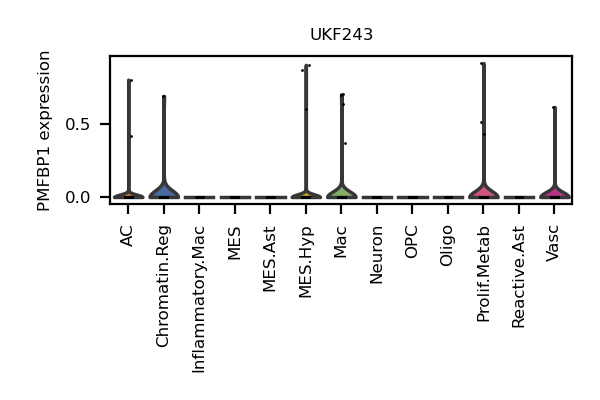 UKF243
PMFBP1 expression
0.5
0.0
AC
Chromatin.Reg
Inflammatory.Mac
MES
MES.Ast
MES.Hyp
Mac
Neuron
OPC
Oligo
Prolif.Metab
Reactive.Ast
Vasc